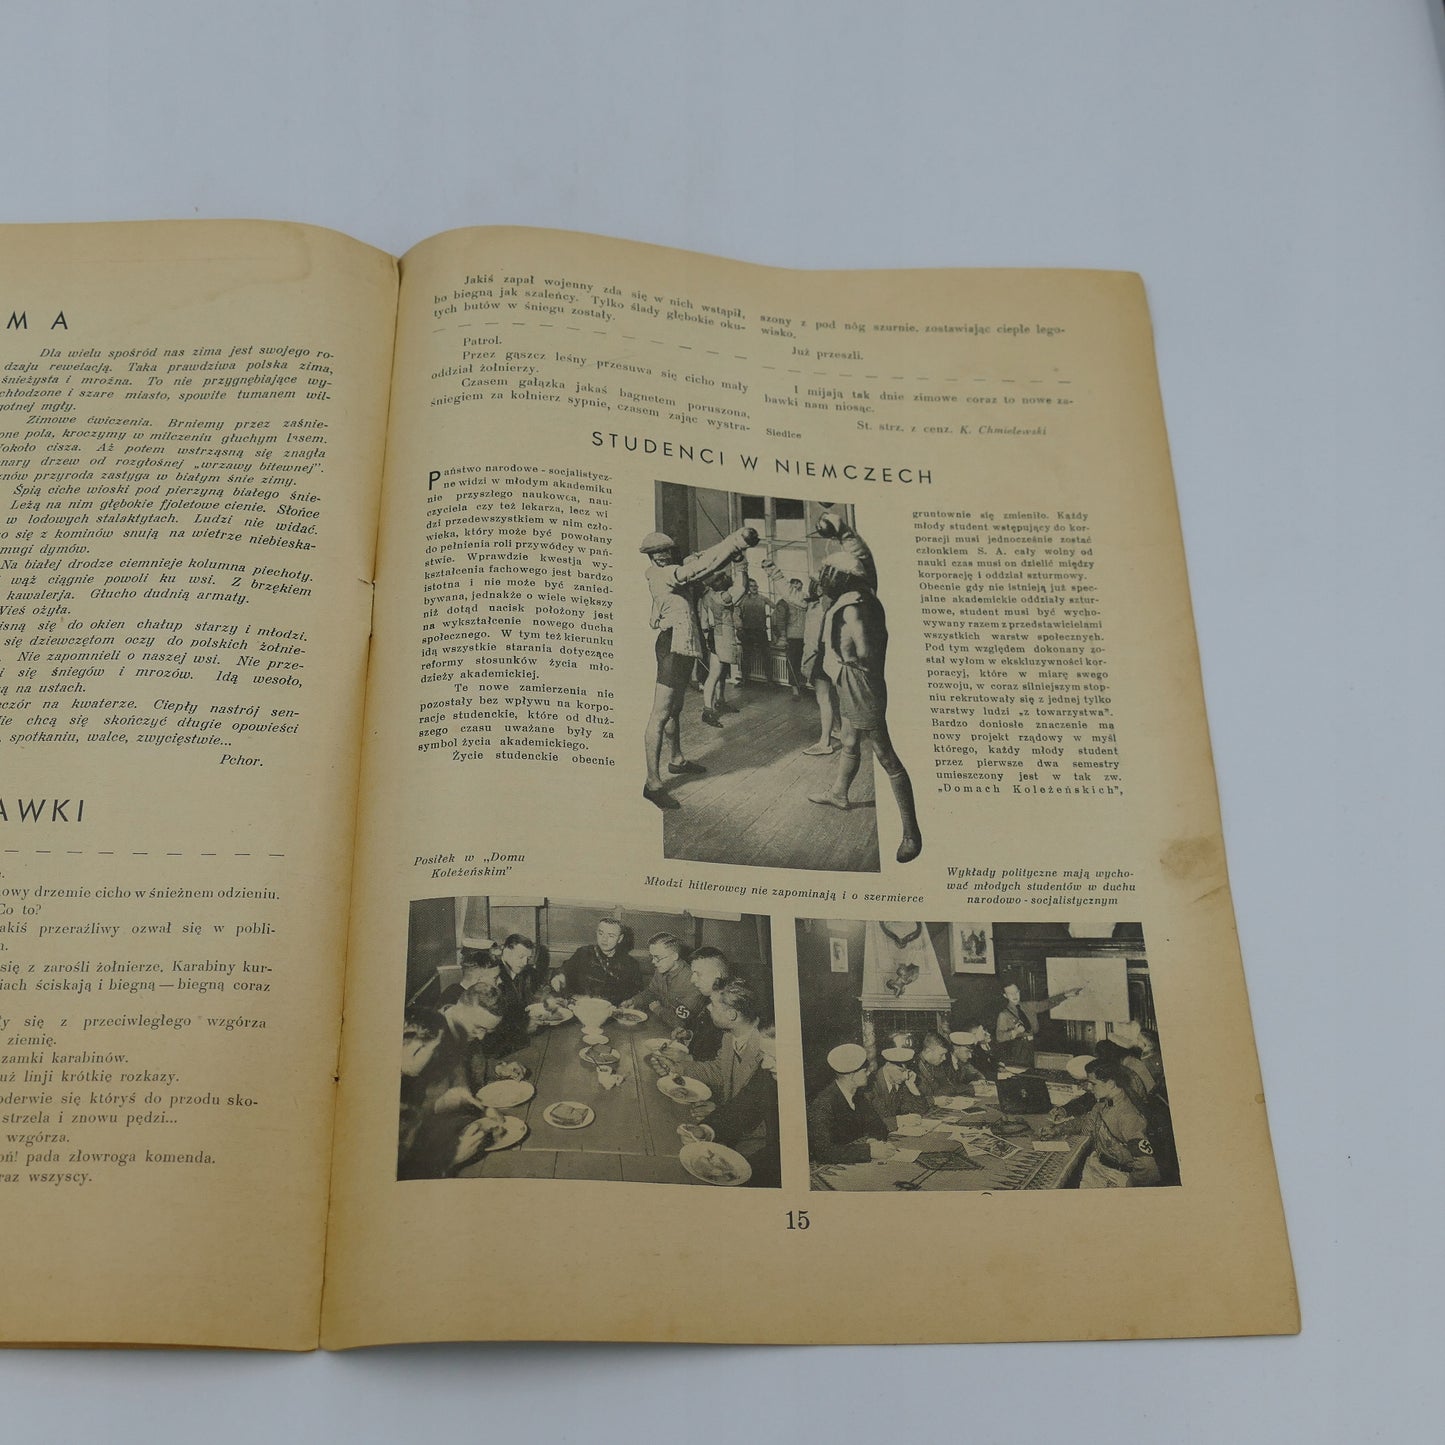 M A
Dla wielu spośród nas zima jest swojego ro-
dzaju rewelacją. Taka prawdziwa polska zima,
śnieżysta i mroźna. To nie przygnębiające wy-
chłodzone i szare miasto, spowite tumanem wil-
gotnej mgły.
Zimowe ćwiczenia. Brniemy przez zaśnie-
one pola, kroczymy w milczeniu głuchym lasem.
około cisza. Aż potem wstrząsną się znagła
nary drzew od rozgłośnej „wrzawy bitewnej”.
znów przyroda zastyga w białym śnie zimy.
Śpią ciche wioski pod pierzyną białego śnie-
Leżą na nim głębokie fjoletowe cienie. Słońce
w lodowych stalaktytach. Ludzi nie widać.
o się z kominów snują na wietrze niebieska-
mugi dymów.
Na białej drodze ciemnieje kolumna piechoty.
wąż ciągnie powoli ku wsi. Z brzękiem
kawalerja. Głucho dudnią armaty.
Wieś ożyła.
isną się do okien chałup starzy i młodzi.
się dziewczętom oczy do polskich żołnie-
Nie zapomnieli o naszej wsi. Nie prze-
i się śniegów i mrozów. Idą wesoło,
ą na ustach.
czór na kwaterze. Ciepły nastrój sen-
ie chcą się skończyć długie opowieści
, spotkaniu, walce, zwycięstwie...
Pchor.
AWKI
owy drzemie cicho w śnieżnem odzieniu.
Co to?
akiś przeraźliwy ozwał się w pobli-
się z zarośli żołnierze. Karabiny kur-
iach ściskają i biegną — biegną coraz
y się z przeciwległego wzgórza
ziemię.
zamki karabinów.
uż linji krótkie rozkazy.
oderwie się któryś do przodu sko-
strzela i znowu pędzi...
wzgórza.
oń! pada złowroga komenda.
raz wszyscy.
Jakiś zapał wojenny zda się w nich wstąpił,
bo biegną jak szaleńcy. Tylko ślady głębokie oku-
tych butów w śniegu zostały.
Patrol.
Przez gąszcz leśny przesuwa się cicho mały
oddział żołnierzy.
Czasem gałązka jakaś bagnetem poruszona,
śniegiem za kołnierz sypnie, czasem zając wystra-
szony z pod nóg szurnie, zostawiając ciepłe lego-
wisko.
Już przeszli.
I mijają tak dnie zimowe coraz to nowe za-
bawki nam niosąc.
St. strz. z cenz. K. Chmielewski
Siedlce
STUDENCI W NIEMCZECH
Państwo narodowe - socjalistycz-
ne widzi w młodym akademiku
nie przyszłego naukowca, nau-
czyciela czy też lekarza, lecz wi
dzi przedewszystkiem w nim czło-
wieka, który może być powołany
do pełnienia roli przywódcy w pań-
stwie. Wprawdzie kwestja wy-
kształcenia fachowego jest bardzo
istotna i nie może być zanied-
bywana, jednakże o wiele większy
niż dotąd nacisk położony jest
na wykształcenie nowego ducha
społecznego. W tym też kierunku
idą wszystkie starania dotyczące
reformy stosunków życia mło-
dzieży akademickiej.
Te nowe zamierzenia nie
pozostały bez wpływu na korpo-
racje studenckie, które od dłuż-
szego czasu uważane były za
symbol życia akademickiego.
Życie studenckie obecnie
gruntownie się zmieniło. Każdy
młody student wstępujący do kor-
poracji musi jednocześnie zostać
członkiem S. A. cały wolny od
nauki czas musi on dzielić między
korporację i oddział szturmowy.
Obecnie gdy nie istnieją już spec-
jalne akademickie oddziały sztur-
mowe, student musi być wycho-
wywany razem z przedstawicielami
wszystkich warstw społecznych.
Pod tym względem dokonany zo-
stał wyłom w ekskluzywności kor-
poracyj, które w miarę swego
rozwoju, w coraz silniejszym stop-
niu rekrutowały się z jednej tylko
warstwy ludzi „z towarzystwa”.
Bardzo doniosłe znaczenie ma
nowy projekt rządowy w myśl
którego, każdy młody student
przez pierwsze dwa semestry
umieszczony jest w tak zw.
„Domach Koleżeńskich”,
Posiłek w „Domu
Koleżeńskim”
Młodzi hitlerowcy nie zapominają i o szermierce
Wykłady polityczne mają wycho-
wać młodych studentów w duchu
narodowo - socjalistycznym
15